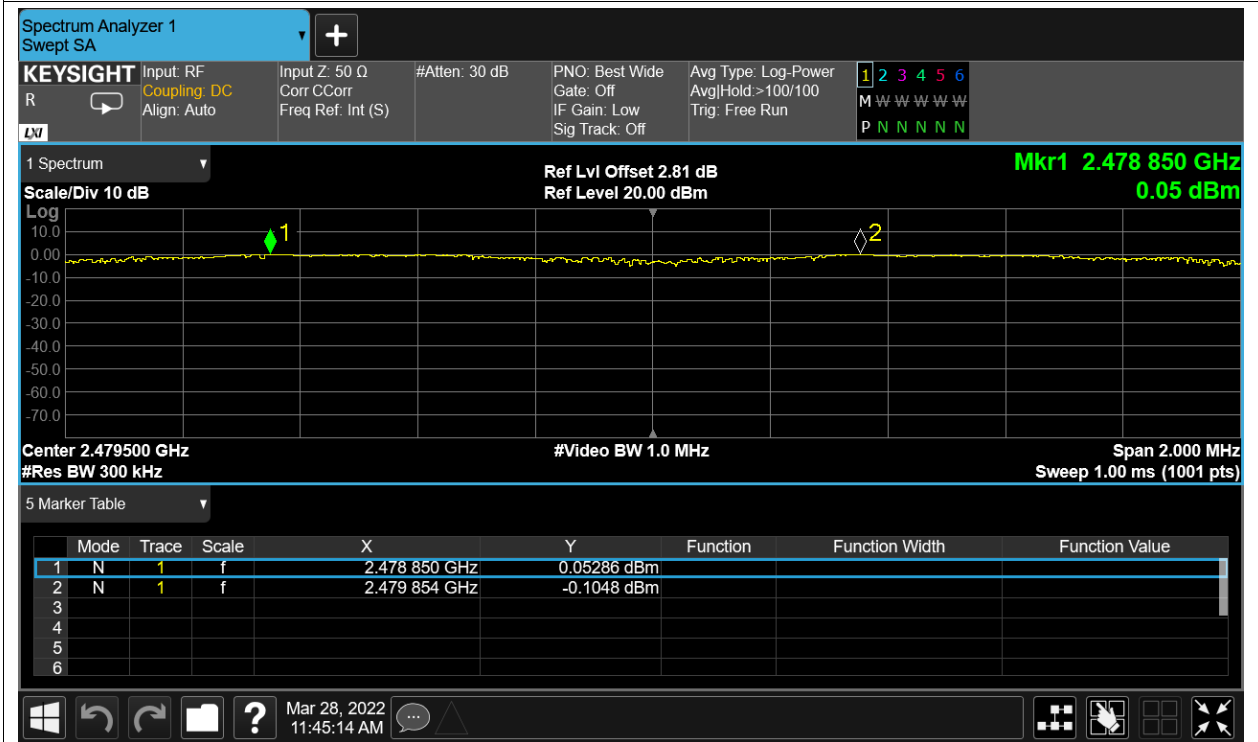 Spectrum Analyzer 1
Swept SA
+
KEYSIGHT Input: RF Input Z: 50 Ω #Atten: 30 dB PNO: Best Wide Avg Type: Log-Power 1 2 3 4 5 6
R Coupling: DC Corr CCorr Gate: Off Avg|Hold:>100/100 M W W W W W
Align: Auto Freq Ref: Int (S) IF Gain: Low Trig: Free Run
LXI Sig Track: Off P N N N N N N
1 Spectrum Ref Lvl Offset 2.81 dB Mkr1 2.478 850 GHz
Scale/Div 10 dB Ref Level 20.00 dBm 0.05 dBm
Log
10.0
1 2
0.00
-10.0
-20.0
-30.0
-40.0
-50.0
-60.0
-70.0
Center 2.479500 GHz #Video BW 1.0 MHz Span 2.000 MHz
#Res BW 300 kHz Sweep 1.00 ms (1001 pts)
5 Marker Table
Mode Trace Scale X Y Function Function Width Function Value
1 N 1 f 2.478 850 GHz 0.05286 dBm
2 N 1 f 2.479 854 GHz -0.1048 dBm
3
4
5
6
? Mar 28, 2022
11:45:14 AM